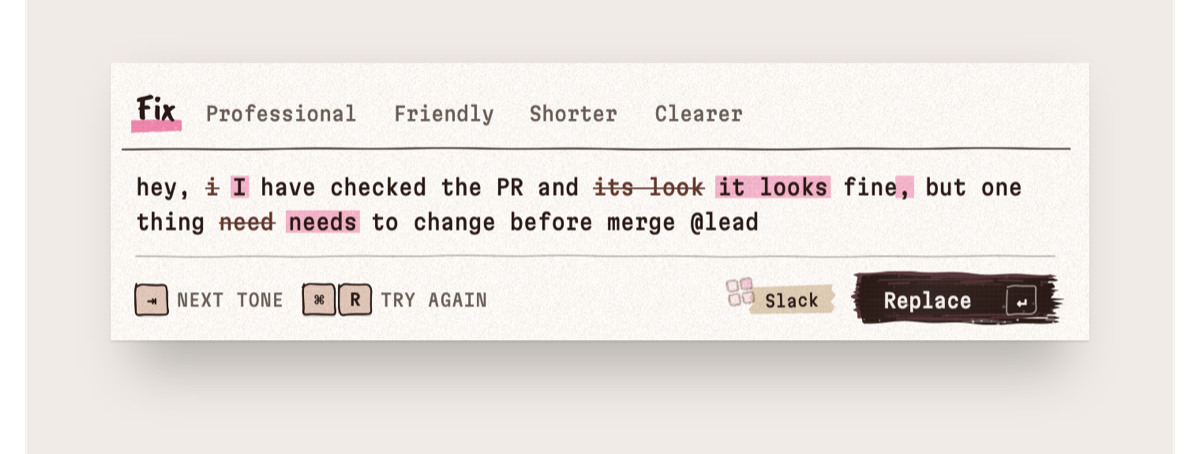 Fix Professional Friendly Shorter Clearer
hey, i I have checked the PR and its look it looks fine, but one
thing need needs to change before merge @lead
⇥ NEXT TONE ⌘ R TRY AGAIN Slack Replace ↵